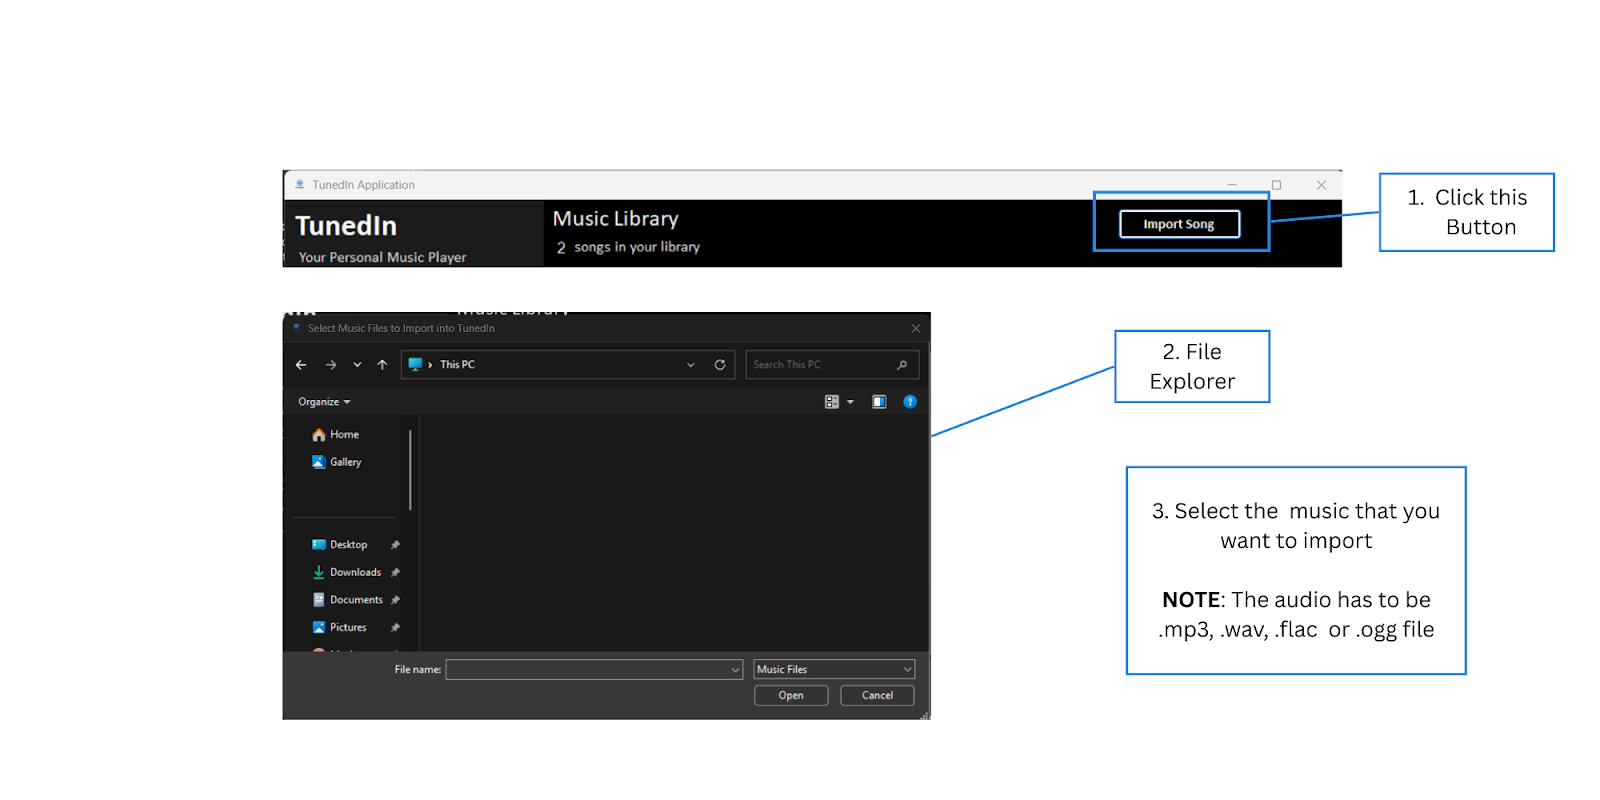 TunedIn Application
TunedIn
Your Personal Music Player
Music Library
2 songs in your library
Import Song
1. Click this
Button
Select Music Files to Import into TunedIn
This PC
Search This PC
Organize
Home
Gallery
Desktop
Downloads
Documents
Pictures
File name:
Music Files
Open
Cancel
2. File
Explorer
3. Select the music that you
want to import
NOTE: The audio has to be
.mp3, .wav, .flac or .ogg file